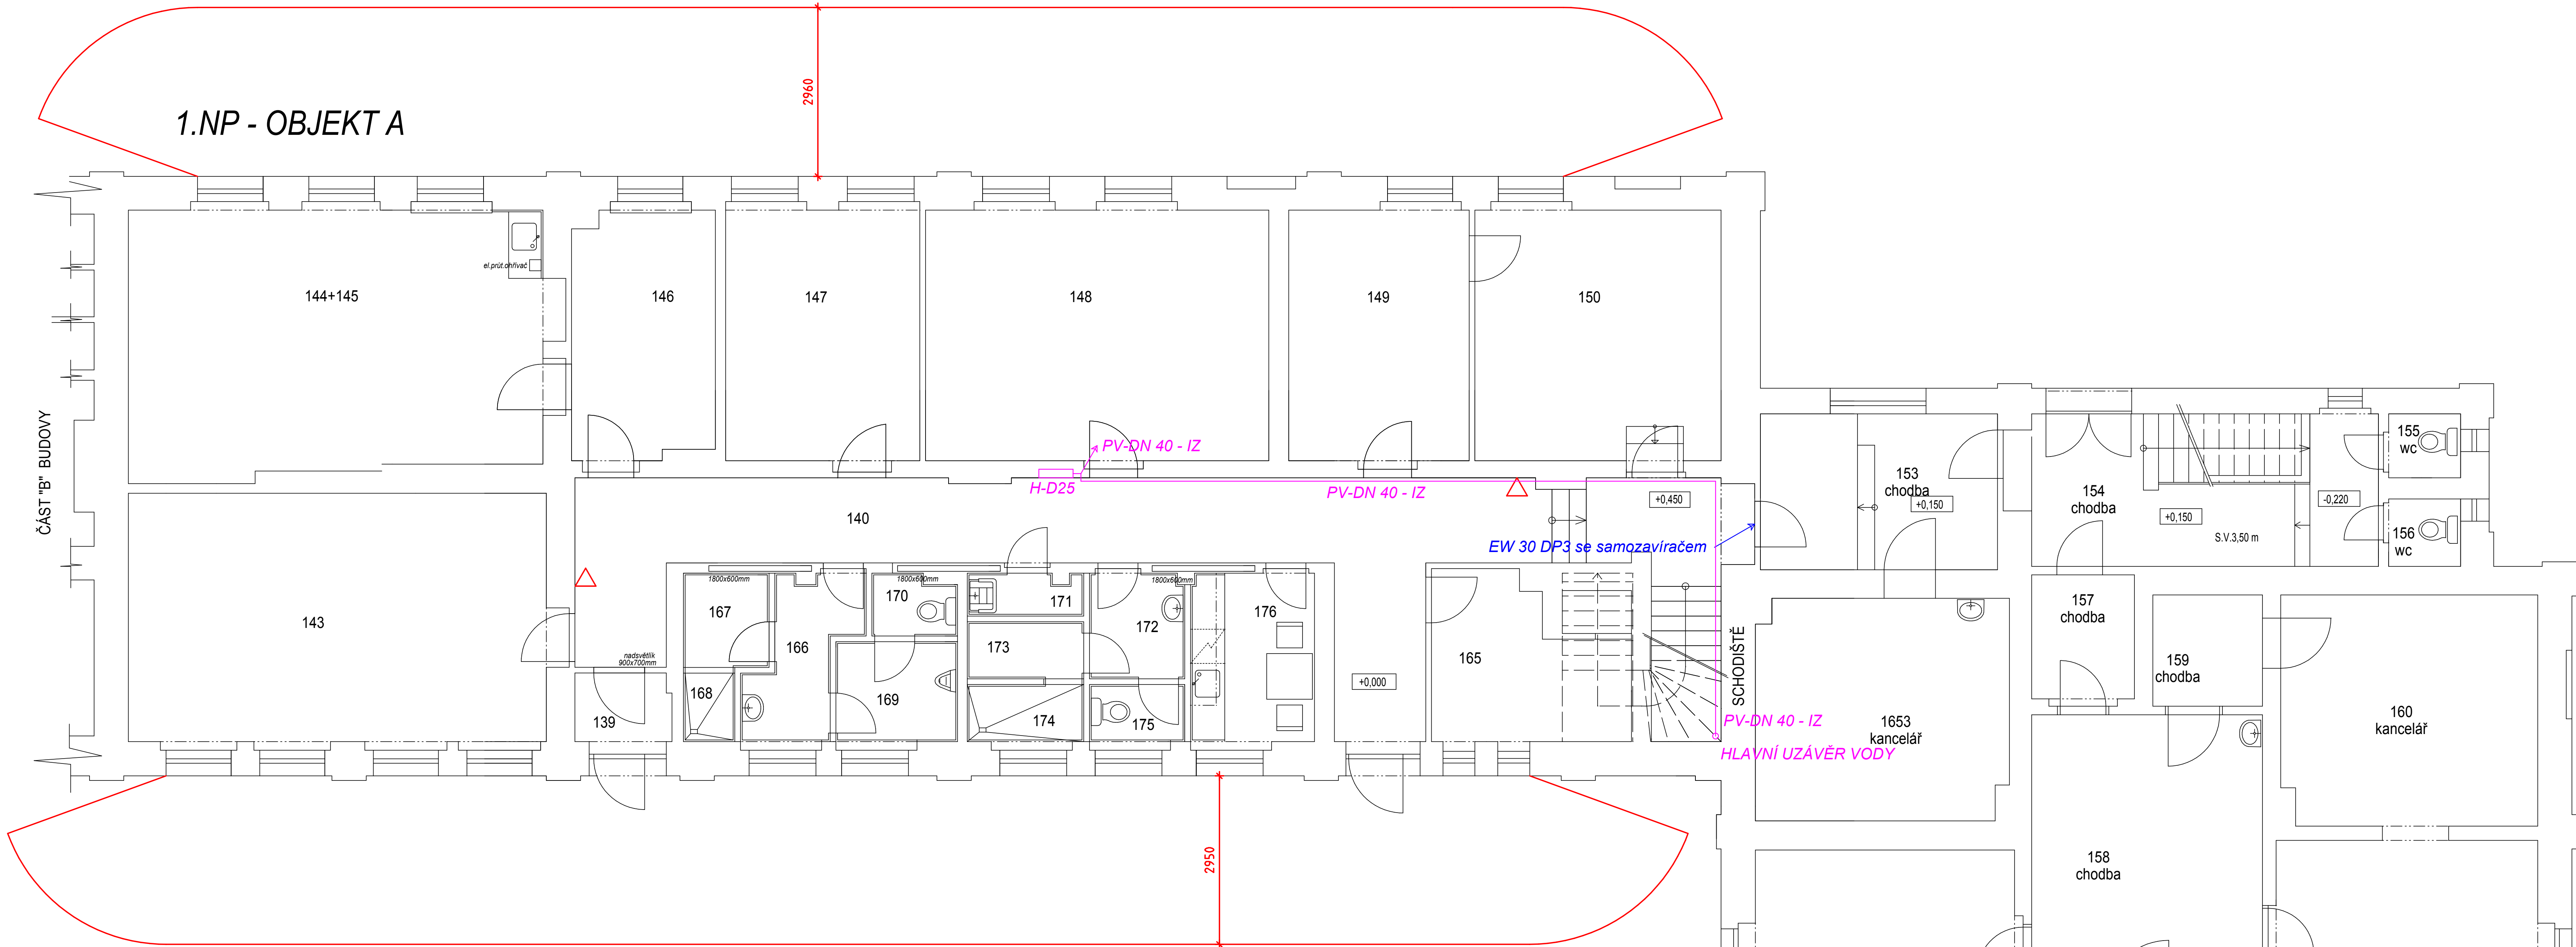 2960
1.NP - OBJEKT A
el.průt.ohřívač
144+145
146
147
148
149
150
ČÁST "B" BUDOVY
PV-DN 40 - IZ
H-D25
PV-DN 40 - IZ
140
+0,450
EW 30 DP3 se samozavíračem
153
chodba
+0,150
154
chodba
+0,150
S.V.3,50 m
-0,220
155
WC
156
WC
143
nadsvětlík
900x700mm
139
1800x600mm
167
168
166
1800x600mm
170
169
171
173
174
1800x600mm
172
175
176
+0,000
165
SCHODIŠTĚ
PV-DN 40 - IZ
HLAVNÍ UZÁVĚR VODY
1653
kancelář
157
chodba
159
chodba
160
kancelář
158
chodba
2950